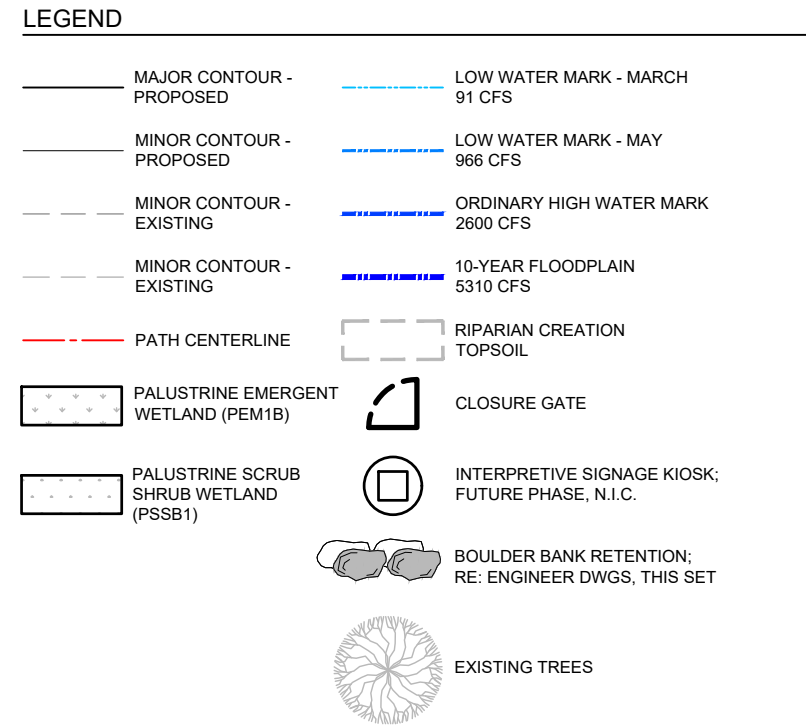 LEGEND
MAJOR CONTOUR -
PROPOSED
MINOR CONTOUR -
PROPOSED
MINOR CONTOUR -
EXISTING
MINOR CONTOUR -
EXISTING
PATH CENTERLINE
PALUSTRINE EMERGENT
WETLAND (PEM1B)
PALUSTRINE SCRUB
SHRUB WETLAND
(PSSB1)
LOW WATER MARK - MARCH
91 CFS
LOW WATER MARK - MAY
966 CFS
ORDINARY HIGH WATER MARK
2600 CFS
10-YEAR FLOODPLAIN
5310 CFS
RIPARIAN CREATION
TOPSOIL
CLOSURE GATE
INTERPRETIVE SIGNAGE KIOSK;
FUTURE PHASE, N.I.C.
BOULDER BANK RETENTION;
RE: ENGINEER DWGS, THIS SET
EXISTING TREES